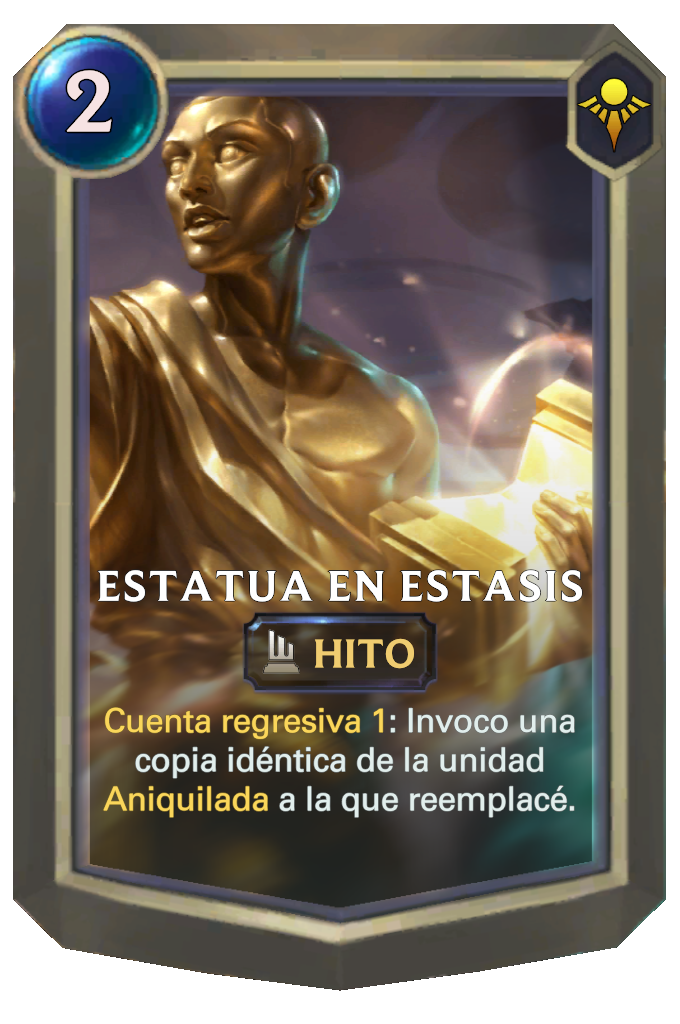 2
ESTATUA EN ESTASIS
HITO
Cuenta regresiva 1: Invoco una
copia idéntica de la unidad
Aniquilada a la que reemplacé.